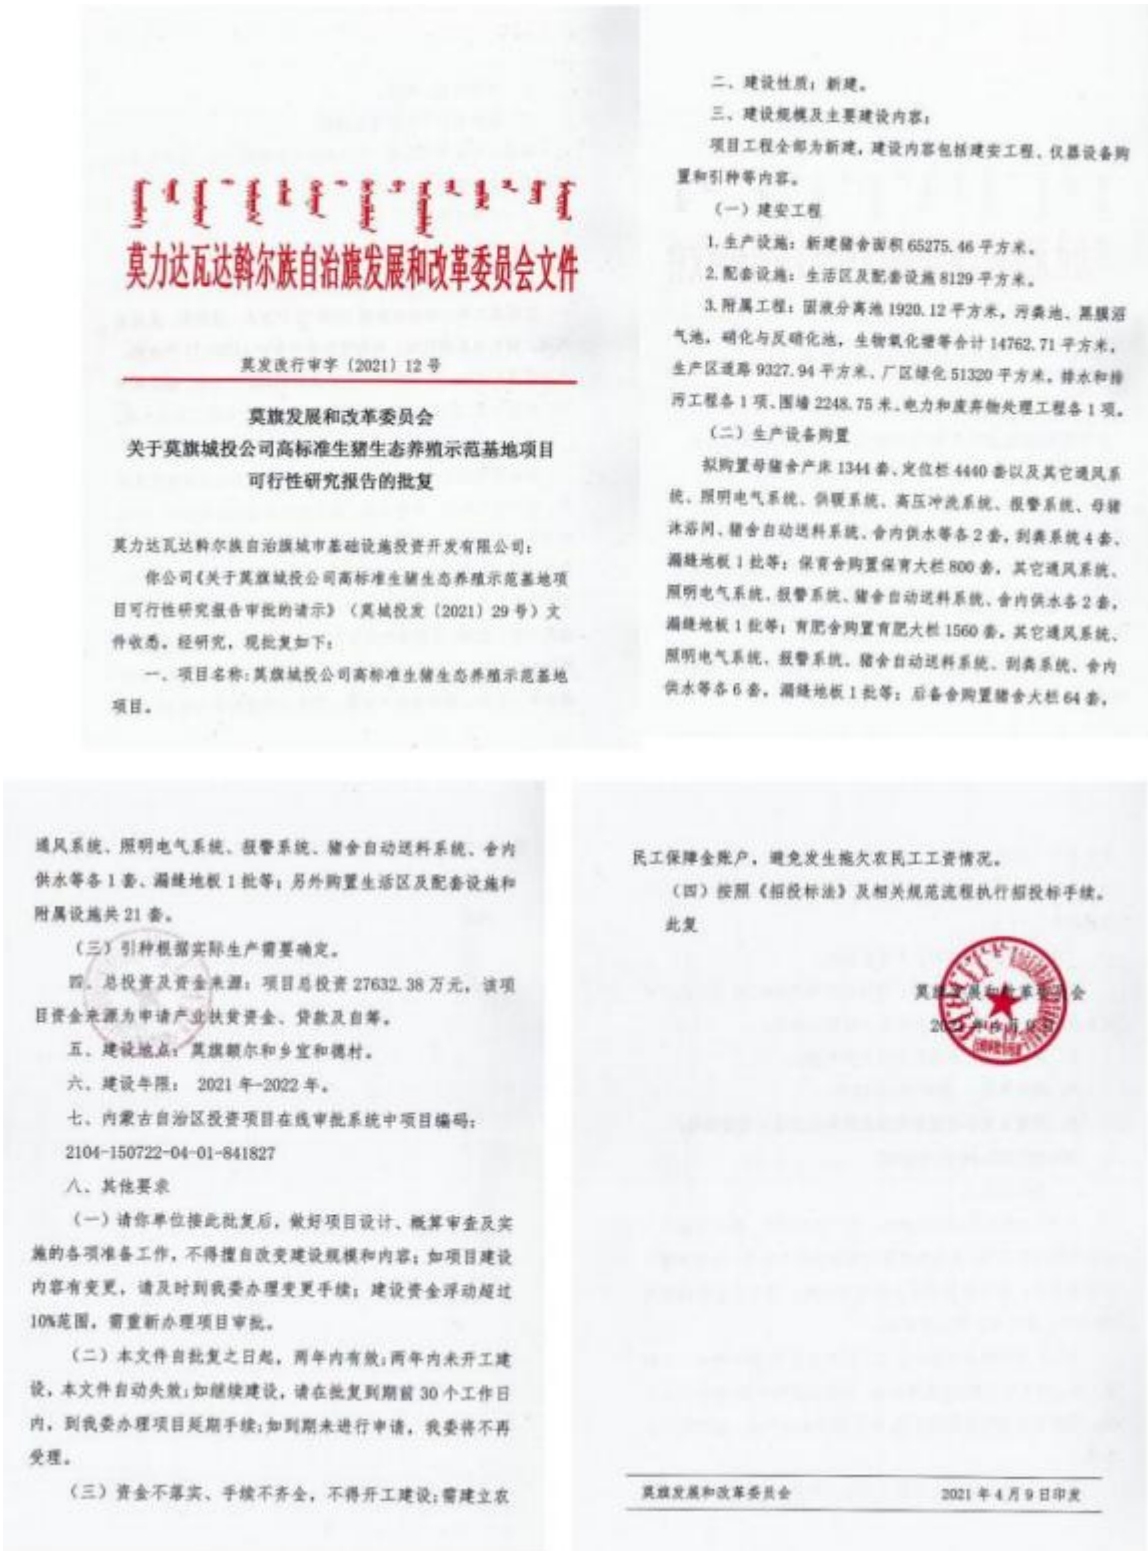 莫力达瓦达斡尔族自治旗发展和改革委员会文件
莫发改行审字〔2021〕12号
莫旗发展和改革委员会
关于莫旗城投公司高标准生猪生态养殖示范基地项目
可行性研究报告的批复
莫力达瓦达斡尔族自治旗城市基础设施投资开发有限公司：
你公司《关于莫旗城投公司高标准生猪生态养殖示范基地项
目可行性研究报告审批的请示》（莫城投发〔2021〕29号）文
件收悉。经研究，现批复如下：
一、项目名称：莫旗城投公司高标准生猪生态养殖示范基地
项目。
二、建设性质：新建。
三、建设规模及主要建设内容：
项目工程全部为新建，建设内容包括建安工程、仪器设备购
置和引种等内容。
（一）建安工程
1.生产设施：新建猪舍面积65275.46平方米。
2.配套设施：生活区及配套设施8129平方米。
3.附属工程：固液分离池1920.12平方米，污粪池、黑膜沼
气池，硝化与反硝化池，生物氧化塘等合计14762.71平方米，
生产区道路9327.94平方米、厂区绿化51320平方米，排水和排
污工程各1项、围墙2248.75米、电力和废弃物处理工程各1项。
（二）生产设备购置
拟购置母猪舍产床1344套、定位栏4440套以及其它通风系
统、照明电气系统、供暖系统、高压冲洗系统、报警系统、母猪
沐浴间、猪舍自动送料系统、舍内供水等各2套，刮粪系统4套、
漏缝地板1批等；保育舍购置保育大栏800套，其它通风系统、
照明电气系统、报警系统、猪舍自动送料系统、舍内供水各2套，
漏缝地板1批等；育肥舍购置育肥大栏1560套，其它通风系统、
照明电气系统、报警系统、猪舍自动送料系统、刮粪系统、舍内
供水等各6套，漏缝地板1批等；后备舍购置猪舍大栏64套，
通风系统、照明电气系统、报警系统、猪舍自动送料系统、舍内
供水等各1套、漏缝地板1批等；另外购置生活区及配套设施和
附属设施共21套。
（三）引种根据实际生产需要确定。
四、总投资及资金来源：项目总投资27632.38万元，该项
目资金来源为申请产业扶贫资金、贷款及自筹。
五、建设地点：莫旗额尔和乡宜和德村。
六、建设年限： 2021年-2022年。
七、内蒙古自治区投资项目在线审批系统中项目编码：
2104-150722-04-01-841827
八、其他要求
（一）请你单位按此批复后，做好项目设计、概算审查及实
施的各项准备工作，不得擅自改变建设规模和内容；如项目建设
内容有变更，请及时到我委办理变更手续；建设资金浮动超过
10%范围，需重新办理项目审批。
（二）本文件自批复之日起，两年内有效；两年内未开工建
设，本文件自动失效；如继续建设，请在批复到期前30个工作日
内，到我委办理项目延期手续；如到期未进行申请，我委将不再
受理。
（三）资金不落实、手续不齐全，不得开工建设；需建立农
民工保障金账户，避免发生拖欠农民工工资情况。
（四）按照《招投标法》及相关规范流程执行招投标手续。
此复
莫旗发展和改革委员会
莫旗发展和改革委员会 2021年4月9日印发